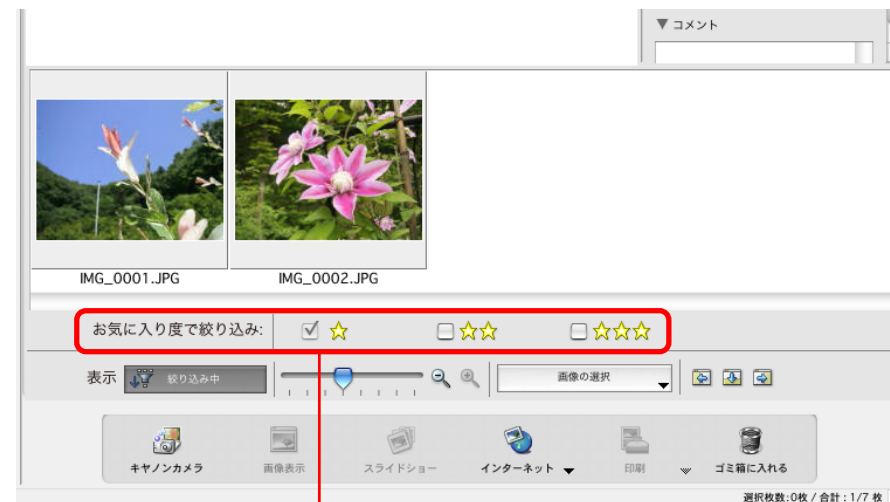 ▼ コメント
IMG_0001.JPG
IMG_0002.JPG
お気に入り度で絞り込み: ☆ ☆☆ ☆☆☆
表示 絞り込み中 画像の選択
キヤノンカメラ 画像表示 スライドショー インターネット 印刷 ゴミ箱に入れる
選択枚数:0枚 / 合計 : 1/7 枚